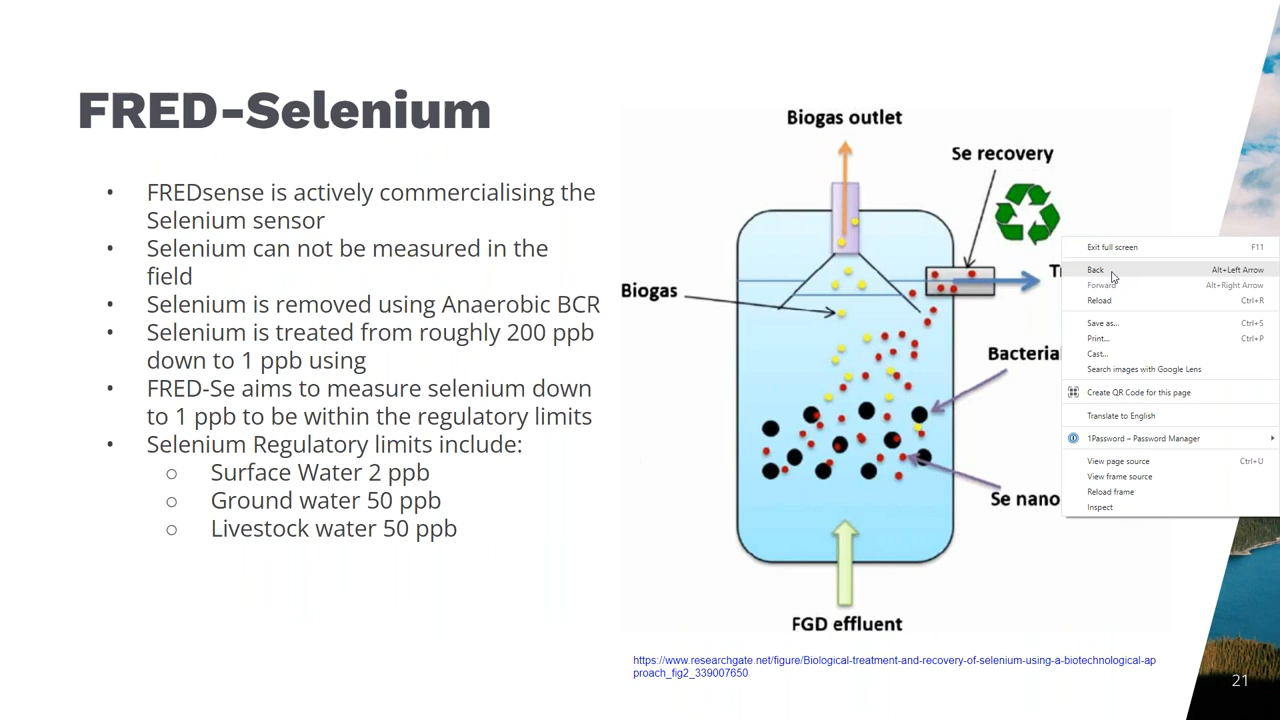 FRED-Selenium
• FREDsense is actively commercialising the
Selenium sensor
• Selenium can not be measured in the
field
• Selenium is removed using Anaerobic BCR
• Selenium is treated from roughly 200 ppb
down to 1 ppb using
• FRED-Se aims to measure selenium down
to 1 ppb to be within the regulatory limits
• Selenium Regulatory limits include:
○ Surface Water 2 ppb
○ Ground water 50 ppb
○ Livestock water 50 ppb
Biogas outlet
Se recovery
Biogas
Bacterial
Se nano
FGD effluent
https://www.researchgate.net/figure/Biological-treatment-and-recovery-of-selenium-using-a-biotechnological-ap
proach_fig2_339007650
Exit full screen F11
Back Alt+Left Arrow
Forward Alt+Right Arrow
Reload Ctrl+R
Save as... Ctrl+S
Print... Ctrl+P
Cast...
Search images with Google Lens
Create QR Code for this page
Translate to English
1Password – Password Manager
View page source Ctrl+U
View frame source
Reload frame
Inspect
21